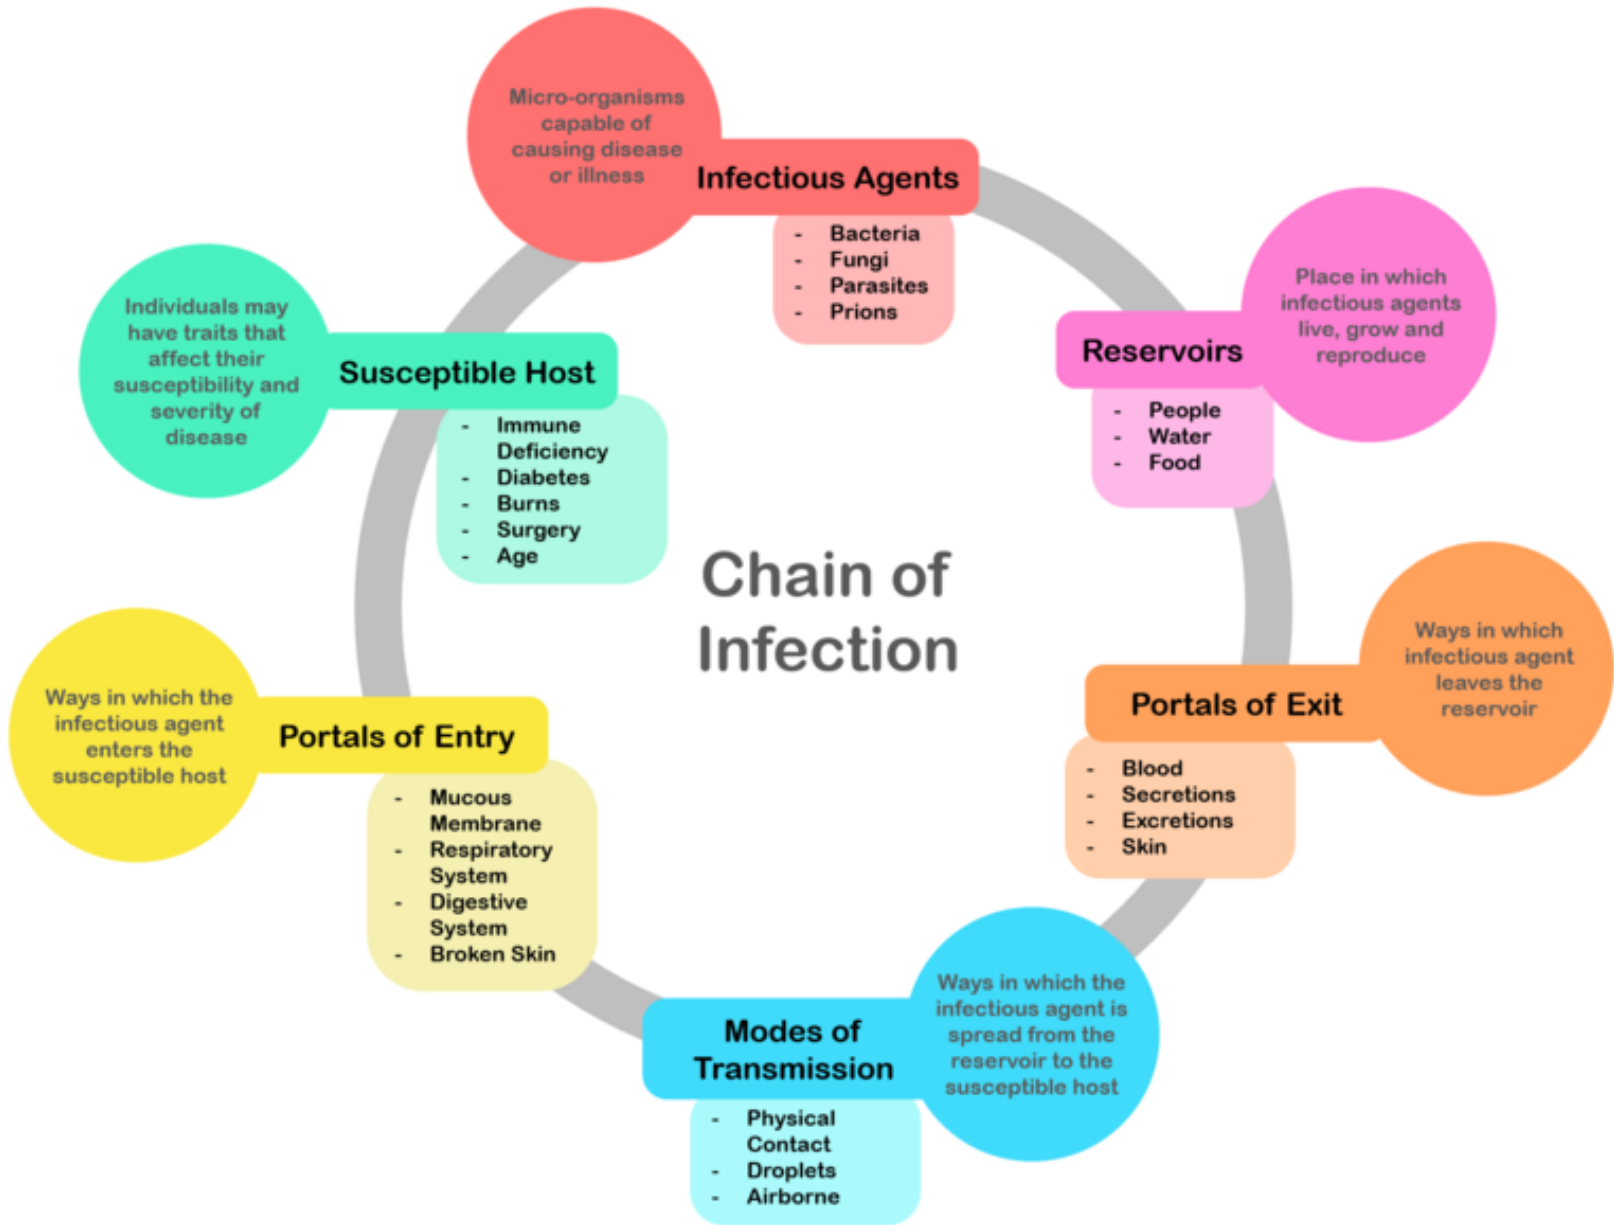 Micro-organisms
capable of
causing disease
or illness
Infectious Agents
- Bacteria
- Fungi
- Parasites
- Prions
Place in which
infectious agents
live, grow and
reproduce
Reservoirs
- People
- Water
- Food
Ways in which
infectious agent
leaves the
reservoir
Portals of Exit
- Blood
- Secretions
- Excretions
- Skin
Ways in which the
infectious agent is
spread from the
reservoir to the
susceptible host
Modes of
Transmission
- Physical
Contact
- Droplets
- Airborne
Ways in which the
infectious agent
enters the
susceptible host
Portals of Entry
- Mucous
Membrane
- Respiratory
System
- Digestive
System
- Broken Skin
Individuals may
have traits that
affect their
susceptibility and
severity of
disease
Susceptible Host
- Immune
Deficiency
- Diabetes
- Burns
- Surgery
- Age
Chain of
Infection